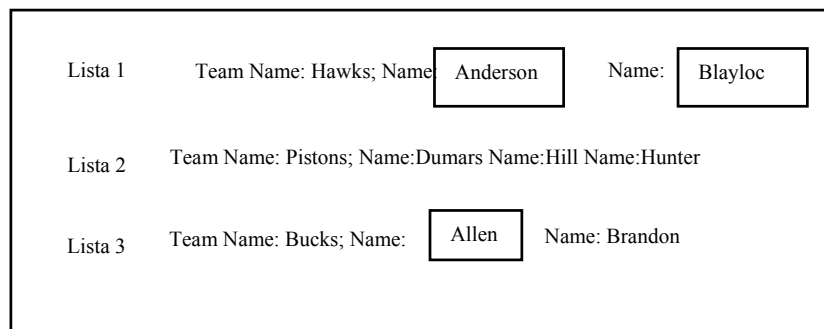 Lista 1 Team Name: Hawks; Name: Anderson Name: Blayloc
Lista 2 Team Name: Pistons; Name:Dumars Name:Hill Name:Hunter
Lista 3 Team Name: Bucks; Name: Allen Name: Brandon